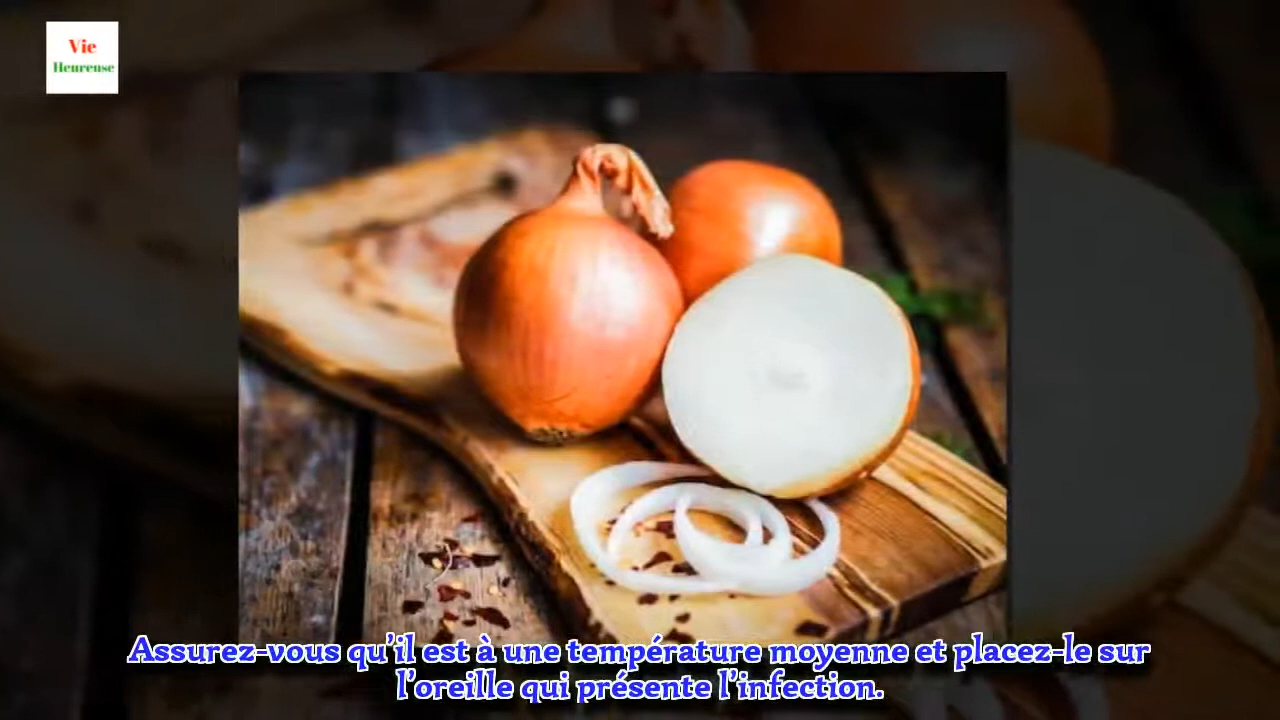 Vie
Heureuse
Assurez-vous qu'il est à une température moyenne et placez-le sur
l'oreille qui présente l'infection.